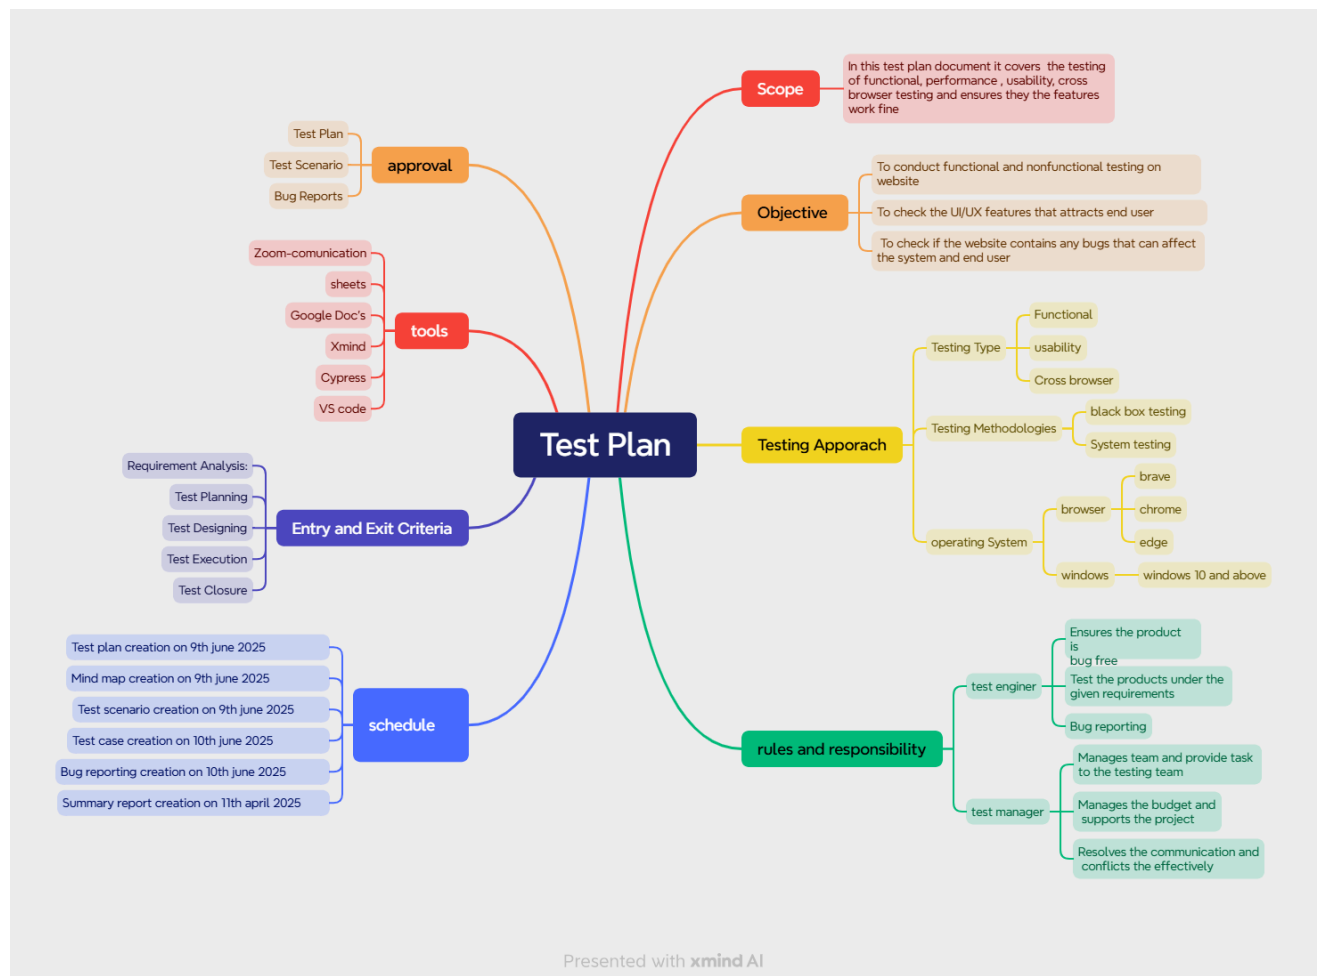 Test Plan
Scope
In this test plan document it covers  the testing
of functional, performance , usability, cross
browser testing and ensures they the features
work fine
Objective
To conduct functional and nonfunctional testing on
website
To check the UI/UX features that attracts end user
To check if the website contains any bugs that can affect
the system and end user
Testing Apporach
Testing Type
Functional
usability
Cross browser
Testing Methodologies
black box testing
System testing
operating System
browser
brave
chrome
edge
windows
windows 10 and above
rules and responsibility
test enginer
Ensures the product
is
bug free
Test the products under the
given requirements
Bug reporting
test manager
Manages team and provide task
to the testing team
Manages the budget and
supports the project
Resolves the communication and
conflicts the effectively
approval
Test Plan
Test Scenario
Bug Reports
tools
Zoom-comunication
sheets
Google Doc's
Xmind
Cypress
VS code
Entry and Exit Criteria
Requirement Analysis:
Test Planning
Test Designing
Test Execution
Test Closure
schedule
Test plan creation on 9th june 2025
Mind map creation on 9th june 2025
Test scenario creation on 9th june 2025
Test case creation on 10th june 2025
Bug reporting creation on 10th june 2025
Summary report creation on 11th april 2025
Presented with xmind AI